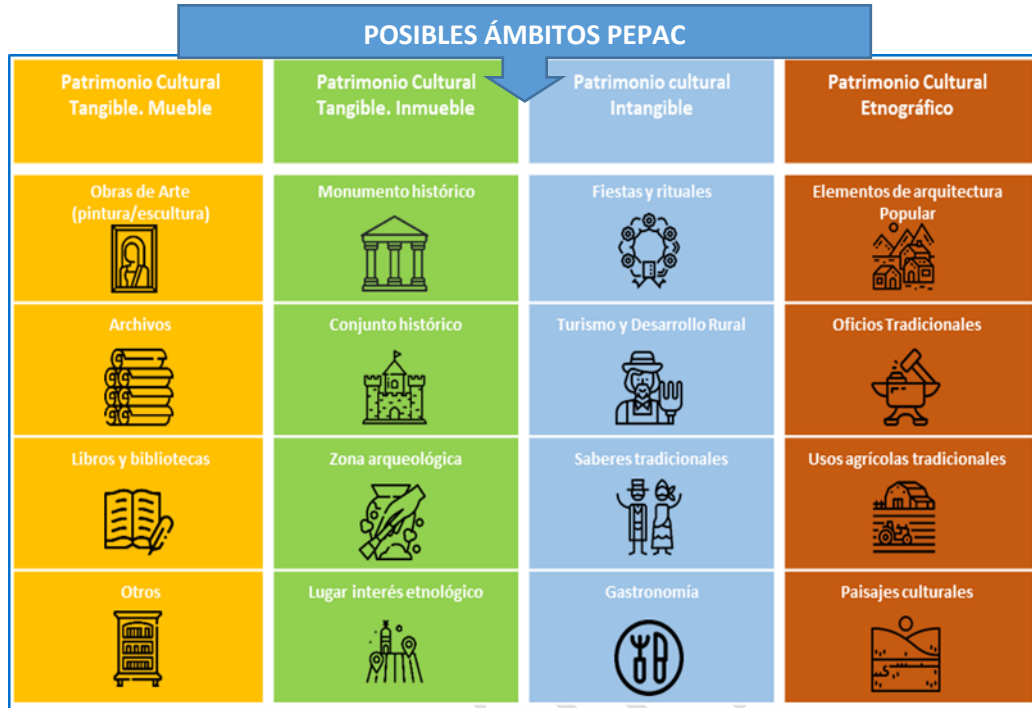 POSIBLES ÁMBITOS PEPAC
Patrimonio Cultural
Tangible. Mueble
Patrimonio Cultural
Tangible. Inmueble
Patrimonio cultural
Intangible
Patrimonio Cultural
Etnográfico
Obras de Arte
(pintura/escultura)
Monumento histórico
Fiestas y rituales
Elementos de arquitectura
Popular
Archivos
Conjunto histórico
Turismo y Desarrollo Rural
Oficios Tradicionales
Libros y bibliotecas
Zona arqueológica
Saberes tradicionales
Usos agrícolas tradicionales
Otros
Lugar interés etnológico
Gastronomía
Paisajes culturales